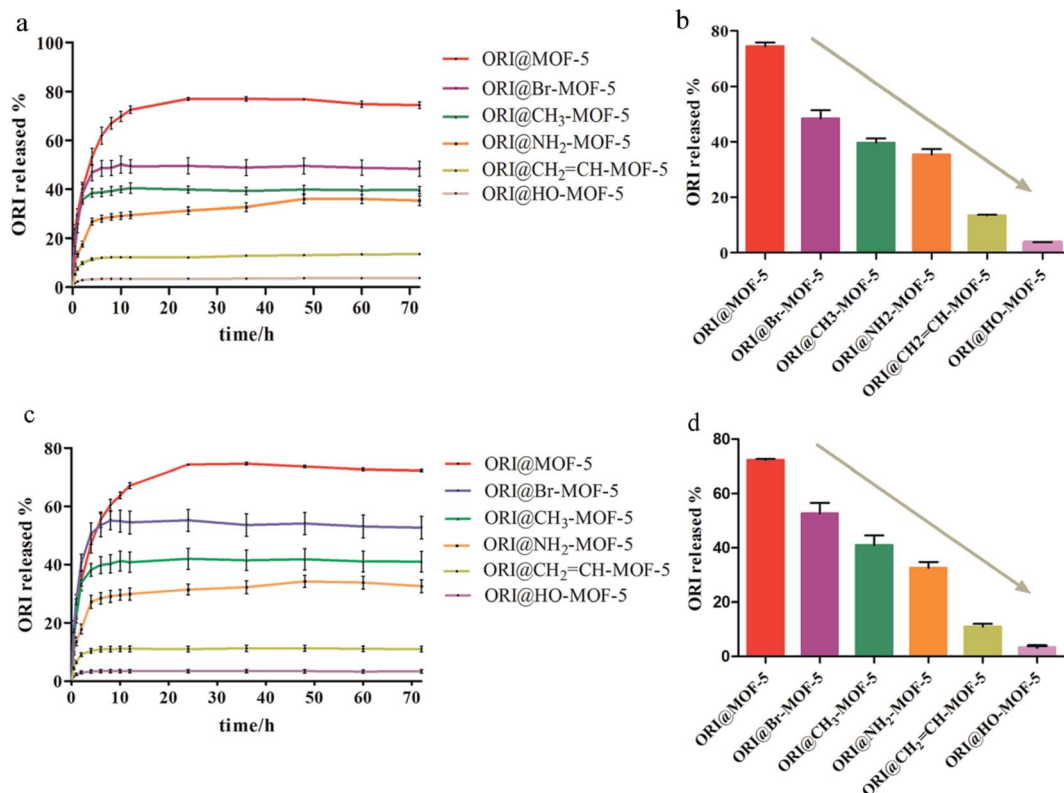 a
ORI released %
100
80
60
40
20
0
0 10 20 30 40 50 60 70
time/h
ORI@MOF-5
ORI@Br-MOF-5
ORI@CH₃-MOF-5
ORI@NH₂-MOF-5
ORI@CH₂=CH-MOF-5
ORI@HO-MOF-5
b
ORI released %
80
60
40
20
0
ORI@MOF-5
ORI@Br-MOF-5
ORI@CH3-MOF-5
ORI@NH2-MOF-5
ORI@CH2=CH-MOF-5
ORI@HO-MOF-5
c
ORI released %
80
60
40
20
0
0 10 20 30 40 50 60 70
time/h
ORI@MOF-5
ORI@Br-MOF-5
ORI@CH₃-MOF-5
ORI@NH₂-MOF-5
ORI@CH₂=CH-MOF-5
ORI@HO-MOF-5
d
ORI released %
80
60
40
20
0
ORI@MOF-5
ORI@Br-MOF-5
ORI@CH₃-MOF-5
ORI@NH₂-MOF-5
ORI@CH₂=CH-MOF-5
ORI@HO-MOF-5